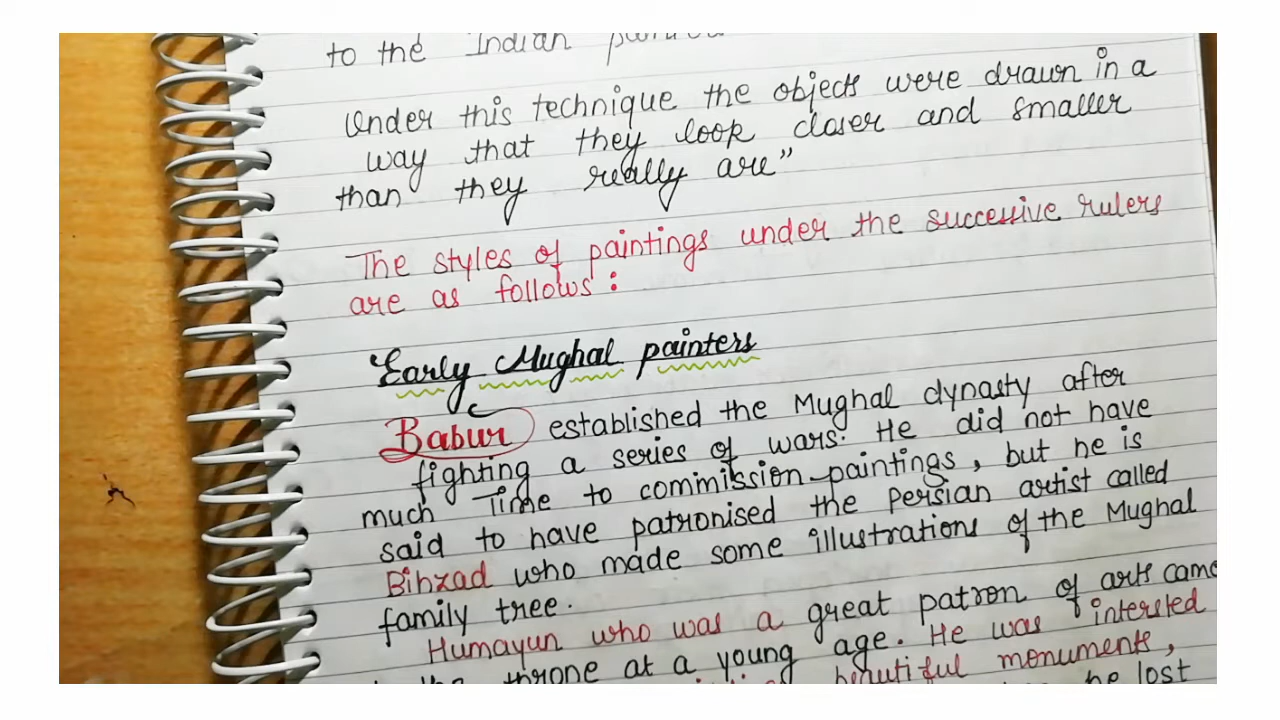 to the Indian
Under this technique the objects were drawn in a
way that they look closer and smaller
than they really are”
The styles of paintings under the successive rulers
are as follows :
Early Mughal painters
Babur established the Mughal dynasty after
fighting a series of wars. He did not have
much Time to commission paintings, but he is
said to have patronised the Persian artist called
Bihzad who made some illustrations of the Mughal
family tree.
Humayun who was a great patron of arts came
throne at a young age. He was intersted
beautiful monuments,
he lost